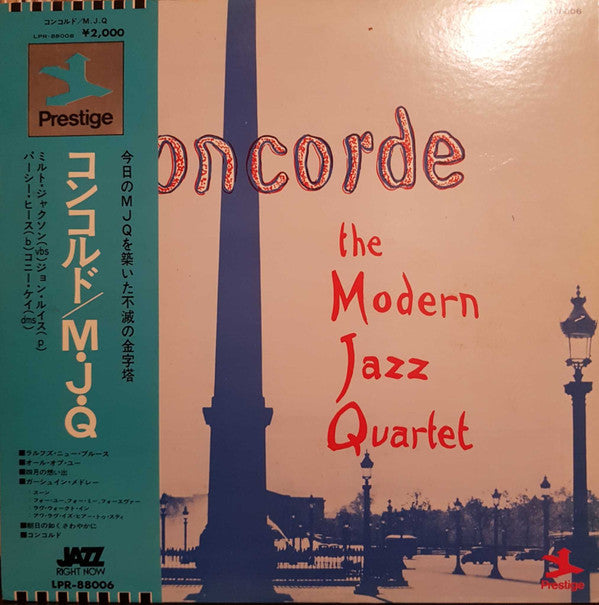 コンコルド/M.J.Q
LPR-88008 ¥2,000
Prestige
コンコルド/M・J・Q
今日のMJQを築いた不滅の金字塔
ミルト・ジャクソン(vbs)ジョン・ルイス(p)
パーシー・ヒース(b)コニー・ケイ(dms)
■ラルフズ・ニュー・ブルース
■オール・オブ・ユー
■四月の想い出
■ガーシュイン・メドレー
スーン
フォー・ユー、フォー・ミー、フォーエヴァー
ラヴ・ウォークト・イン
アワ・ラヴ・イズ・ヒアー・トゥ・スティ
■朝日の如くさわやかに
■コンコルド
JAZZ
RIGHT NOW
LPR-88006
oncorde
the
Modern
Jazz
Quartet
Prestige